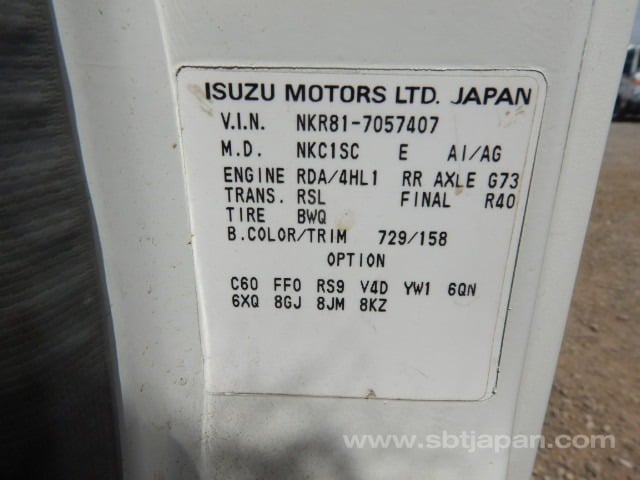 ISUZU MOTORS LTD. JAPAN
V.I.N. NKR81-7057407
M.D. NKC1SC E AI/AG
ENGINE RDA/4HL1 RR AXLE G73
TRANS. RSL FINAL R40
TIRE BWQ
B.COLOR/TRIM 729/158
OPTION
C60 FF0 RS9 V4D YW1 6QN
6XQ 8GJ 8JM 8KZ
www.sbtjapan.com